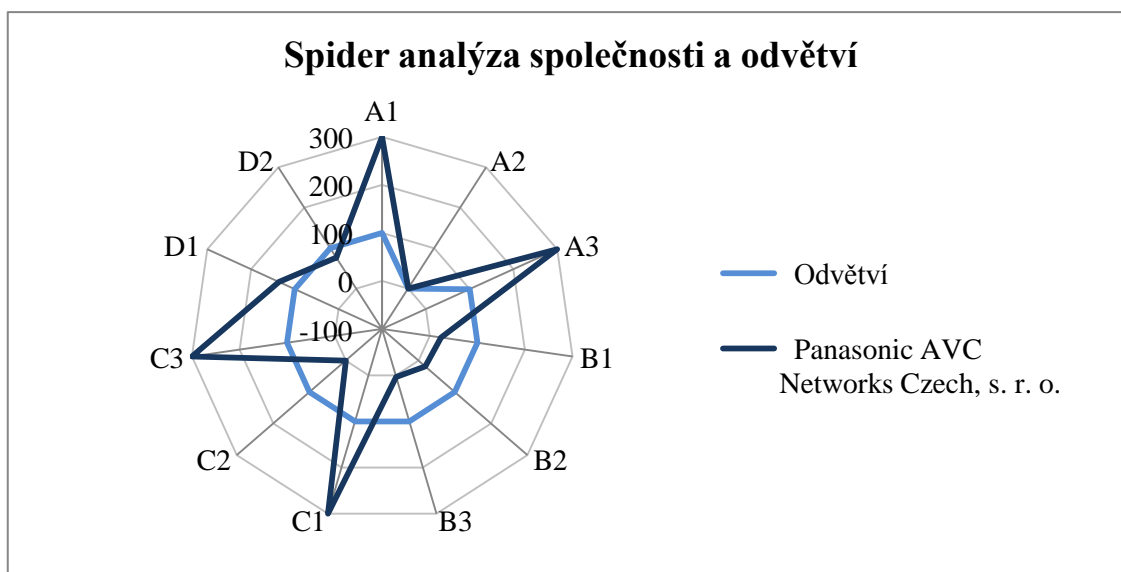 Spider analýza společnosti a odvětví
A1
A2
A3
B1
B2
B3
C1
C2
C3
D1
D2
300
200
100
0
-100
Odvětví
Panasonic AVC
Networks Czech, s. r. o.